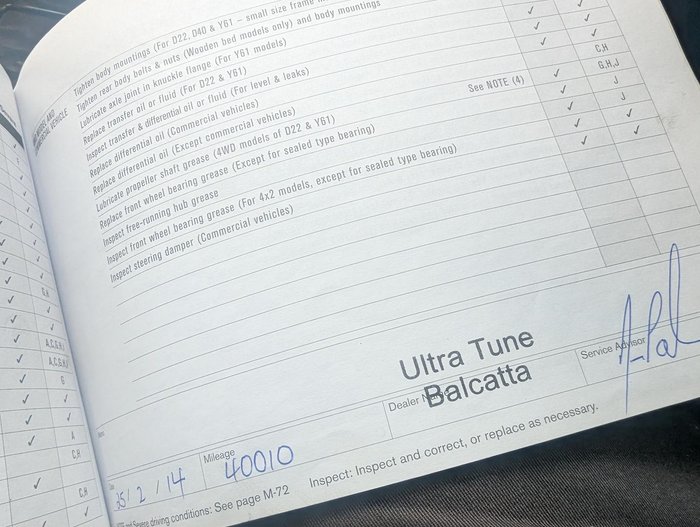 Tighten body mountings (For D22, D40 & Y61 – small size frame
Tighten rear body bolts & nuts (Wooden bed models only) and body mountings
Lubricate axle joint in knuckle flange (For Y61 models)
Replace transfer oil or fluid (For D22 & Y61)
Inspect transfer & differential oil or fluid (For level & leaks)
Replace differential oil (Commercial vehicles)
Replace differential oil (Except commercial vehicles) See NOTE (4)
Lubricate propeller shaft grease (4WD models of D22 & Y61)
Replace front wheel bearing grease (Except for sealed type bearing)
Inspect free-running hub grease
Inspect front wheel bearing grease (For 4x2 models, except for sealed type bearing)
Inspect steering damper (Commercial vehicles)
✓ ✓
✓ ✓
✓ ✓
C,H
✓ G,H,J
✓ J
✓ J
✓ ✓
✓ ✓
G,H
A,C,G,H,J
A,C,G,H,J
G
A
C,H
C,H
Mileage
40010
/ 2 / 14
Dealer
Ultra Tune
Balcatta
Service Advisor
Severe driving conditions: See page M-72
Inspect: Inspect and correct, or replace as necessary.